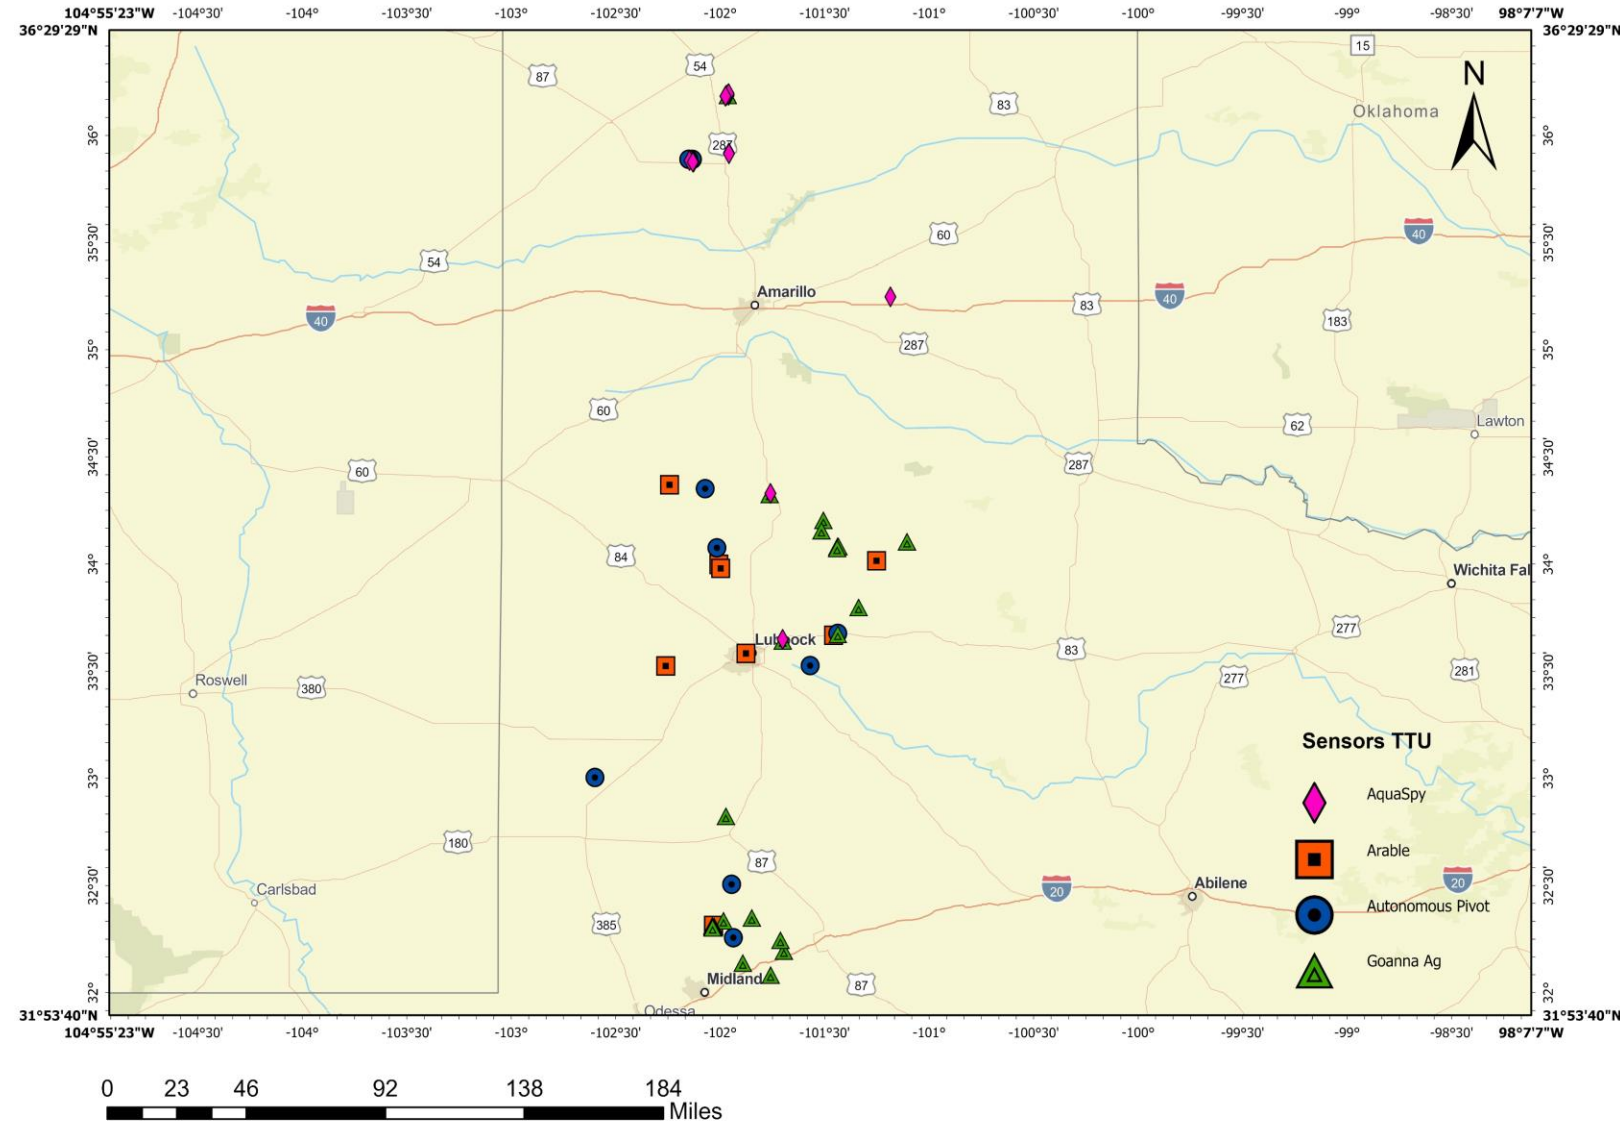 104°55'23"W -104°30' -104° -103°30' -103° -102°30' -102° -101°30' -101° -100°30' -100° -99°30' -99° -98°30' 98°7'7"W
36°29'29"N 36°29'29"N
15
54
87
N
83
Oklahoma
36° 36°
287
60
40
35°30' 35°30'
54
Amarillo
40
83
40
183
287
35° 35°
60
Lawton
62
34°30' 34°30'
60
287
84
34° 34°
Wichita Fal
277
Lubbock
83
33°30' 33°30'
281
Roswell
380
277
Sensors TTU
33° 33°
AquaSpy
180
Arable
87
32°30' 32°30'
Carlsbad
20
Abilene
20
Autonomous Pivot
385
Goanna Ag
Midland
87
32° 32°
Odessa
31°53'40"N 31°53'40"N
104°55'23"W -104°30' -104° -103°30' -103° -102°30' -102° -101°30' -101° -100°30' -100° -99°30' -99° -98°30' 98°7'7"W
0 23 46 92 138 184
Miles